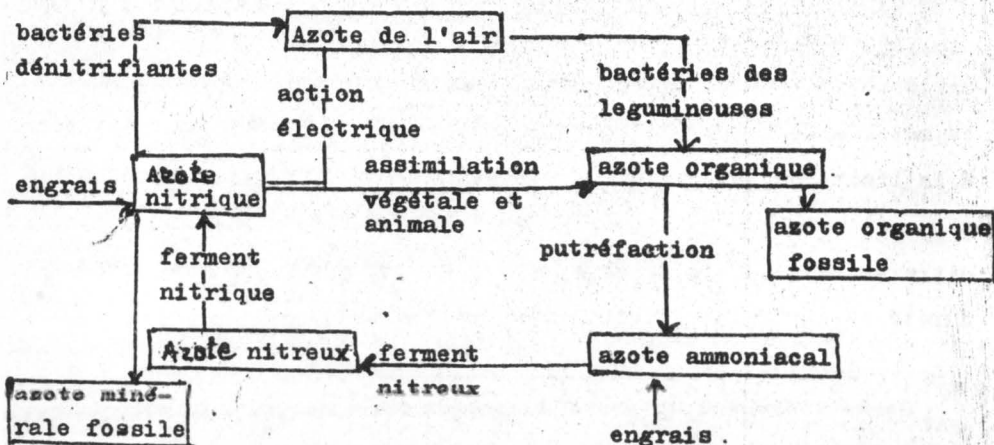 bactéries
dénitrifiantes
Azote de l'air
bactéries des
legumineuses
action
électrique
engrais
Azote
nitrique
assimilation
végétale et
animale
azote organique
azote organique
fossile
putréfaction
ferment
nitrique
Azote nitreux
ferment
nitreux
azote ammoniacal
azote miné-
rale fossile
engrais.